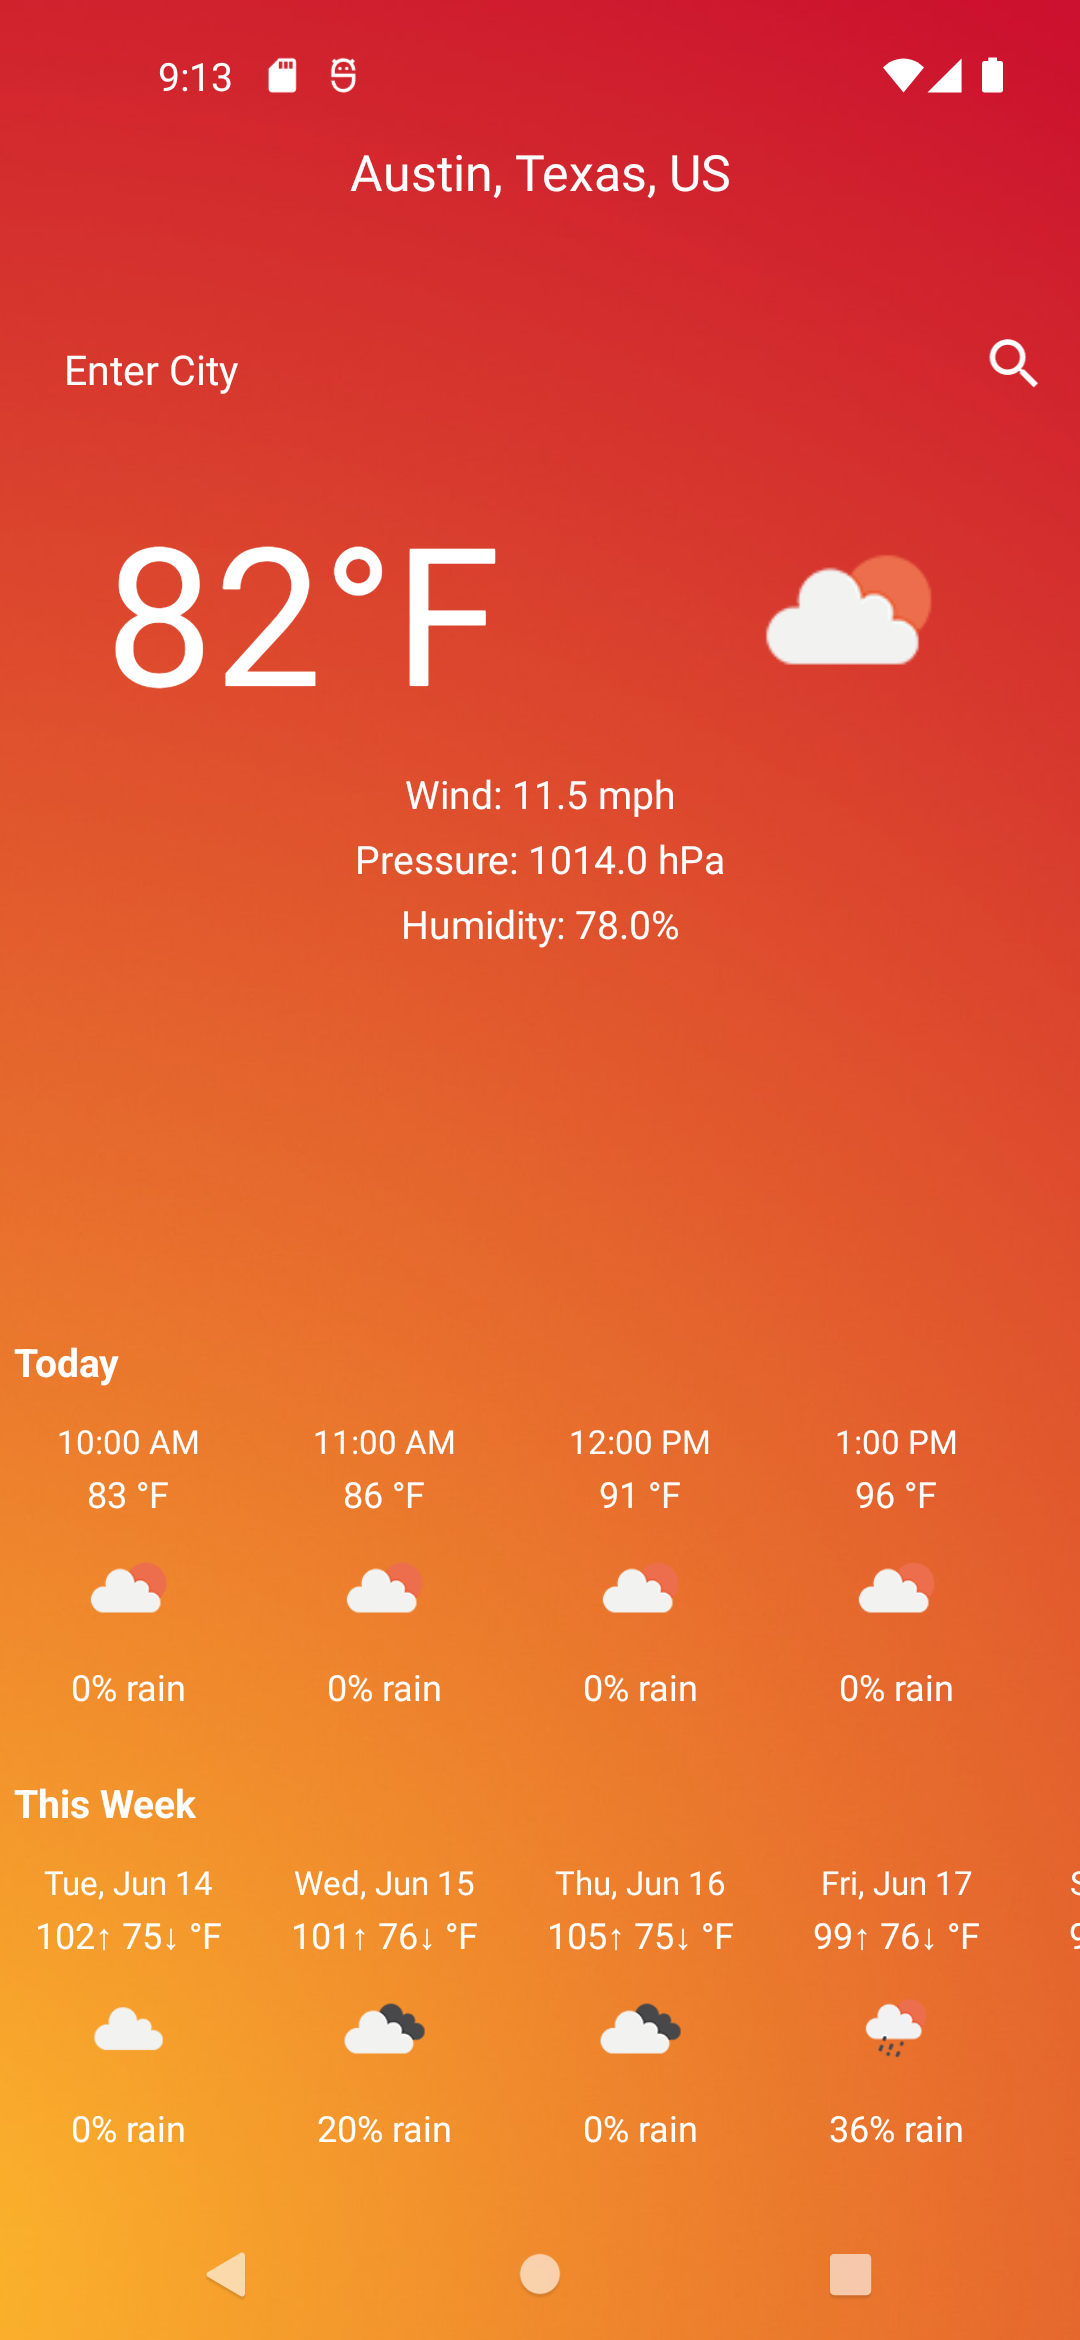 9:13
Austin, Texas, US
Enter City
82°F
Wind: 11.5 mph
Pressure: 1014.0 hPa
Humidity: 78.0%
Today
10:00 AM 11:00 AM 12:00 PM 1:00 PM
83 °F 86 °F 91 °F 96 °F
0% rain 0% rain 0% rain 0% rain
This Week
Tue, Jun 14 Wed, Jun 15 Thu, Jun 16 Fri, Jun 17
102↑ 75↓ °F 101↑ 76↓ °F 105↑ 75↓ °F 99↑ 76↓ °F
0% rain 20% rain 0% rain 36% rain